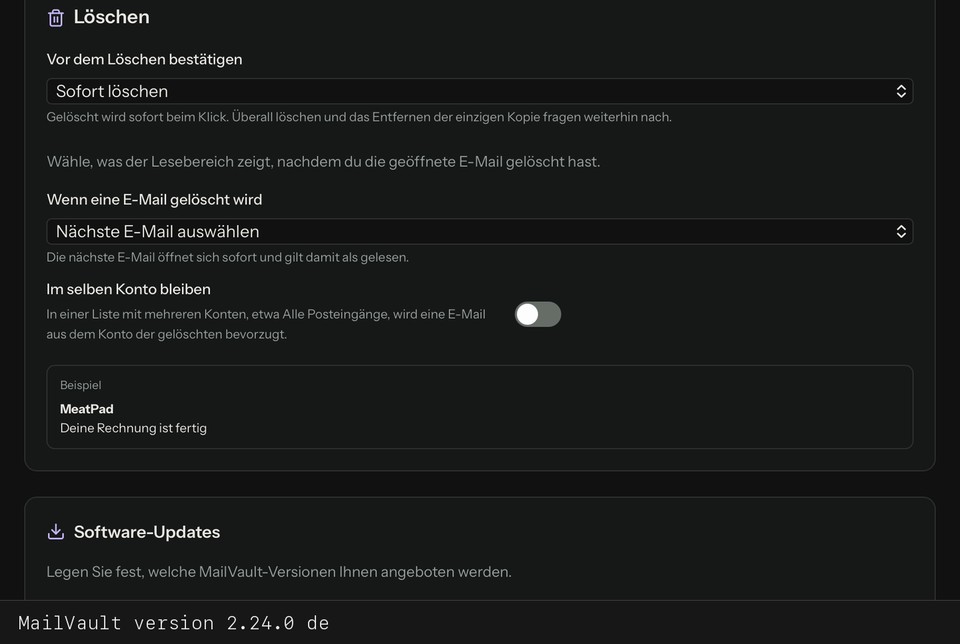 Löschen
Vor dem Löschen bestätigen
Sofort löschen
Gelöscht wird sofort beim Klick. Überall löschen und das Entfernen der einzigen Kopie fragen weiterhin nach.
Wähle, was der Lesebereich zeigt, nachdem du die geöffnete E-Mail gelöscht hast.
Wenn eine E-Mail gelöscht wird
Nächste E-Mail auswählen
Die nächste E-Mail öffnet sich sofort und gilt damit als gelesen.
Im selben Konto bleiben
In einer Liste mit mehreren Konten, etwa Alle Posteingänge, wird eine E-Mail
aus dem Konto der gelöschten bevorzugt.
Beispiel
MeatPad
Deine Rechnung ist fertig
Software-Updates
Legen Sie fest, welche MailVault-Versionen Ihnen angeboten werden.
MailVault version 2.24.0 de